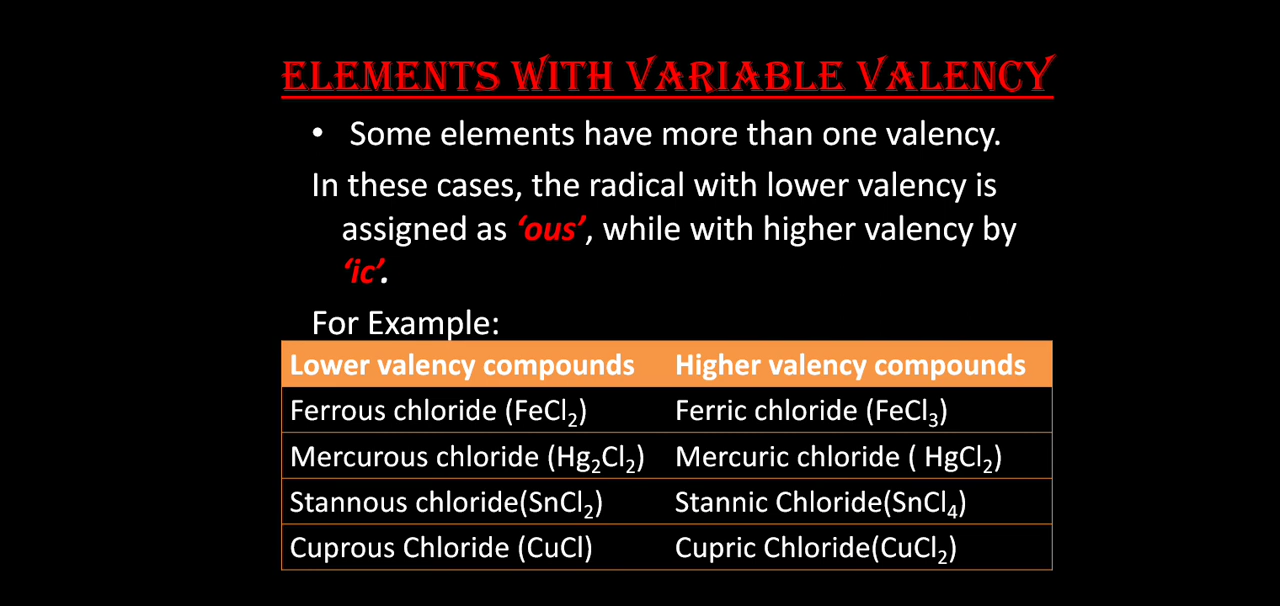 ELEMENTS WITH VARIABLE VALENCY
• Some elements have more than one valency.
In these cases, the radical with lower valency is
assigned as ‘ous’, while with higher valency by
‘ic’.
For Example:
Lower valency compounds Higher valency compounds
Ferrous chloride (FeCl₂) Ferric chloride (FeCl₃)
Mercurous chloride (Hg₂Cl₂) Mercuric chloride ( HgCl₂)
Stannous chloride(SnCl₂) Stannic Chloride(SnCl₄)
Cuprous Chloride (CuCl) Cupric Chloride(CuCl₂)